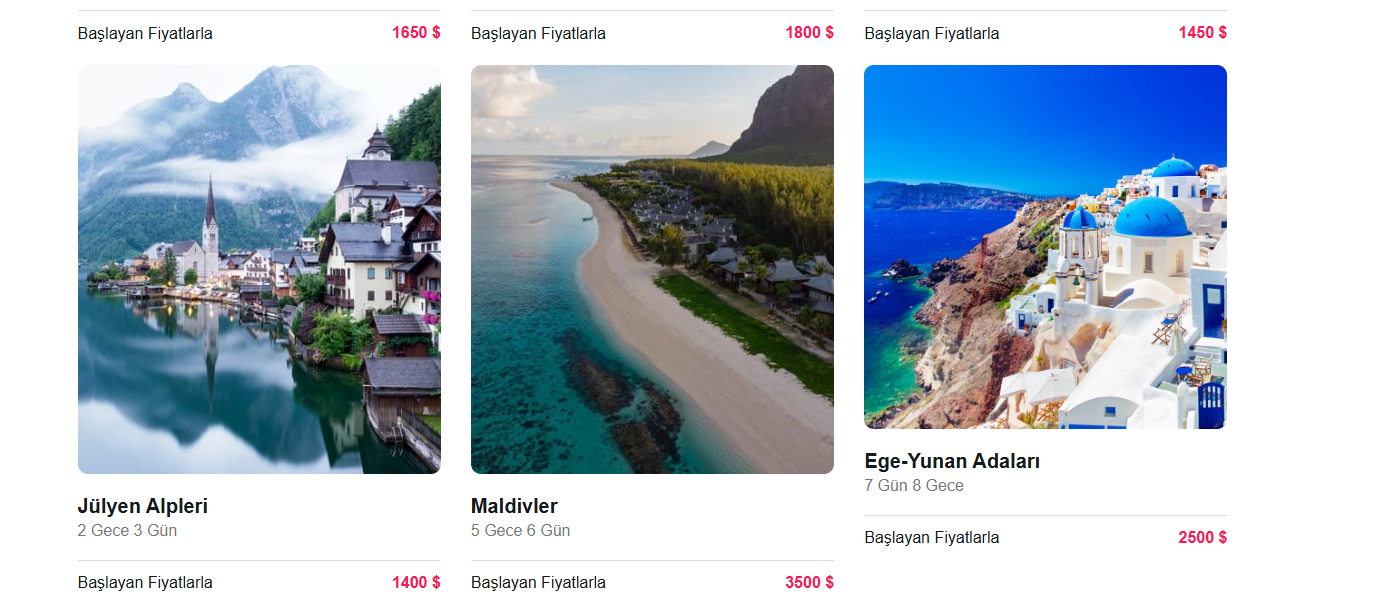 Başlayan Fiyatlarla 1650 $
Başlayan Fiyatlarla 1800 $
Başlayan Fiyatlarla 1450 $
Jülyen Alpleri
2 Gece 3 Gün
Başlayan Fiyatlarla 1400 $
Maldivler
5 Gece 6 Gün
Başlayan Fiyatlarla 3500 $
Ege-Yunan Adaları
7 Gün 8 Gece
Başlayan Fiyatlarla 2500 $